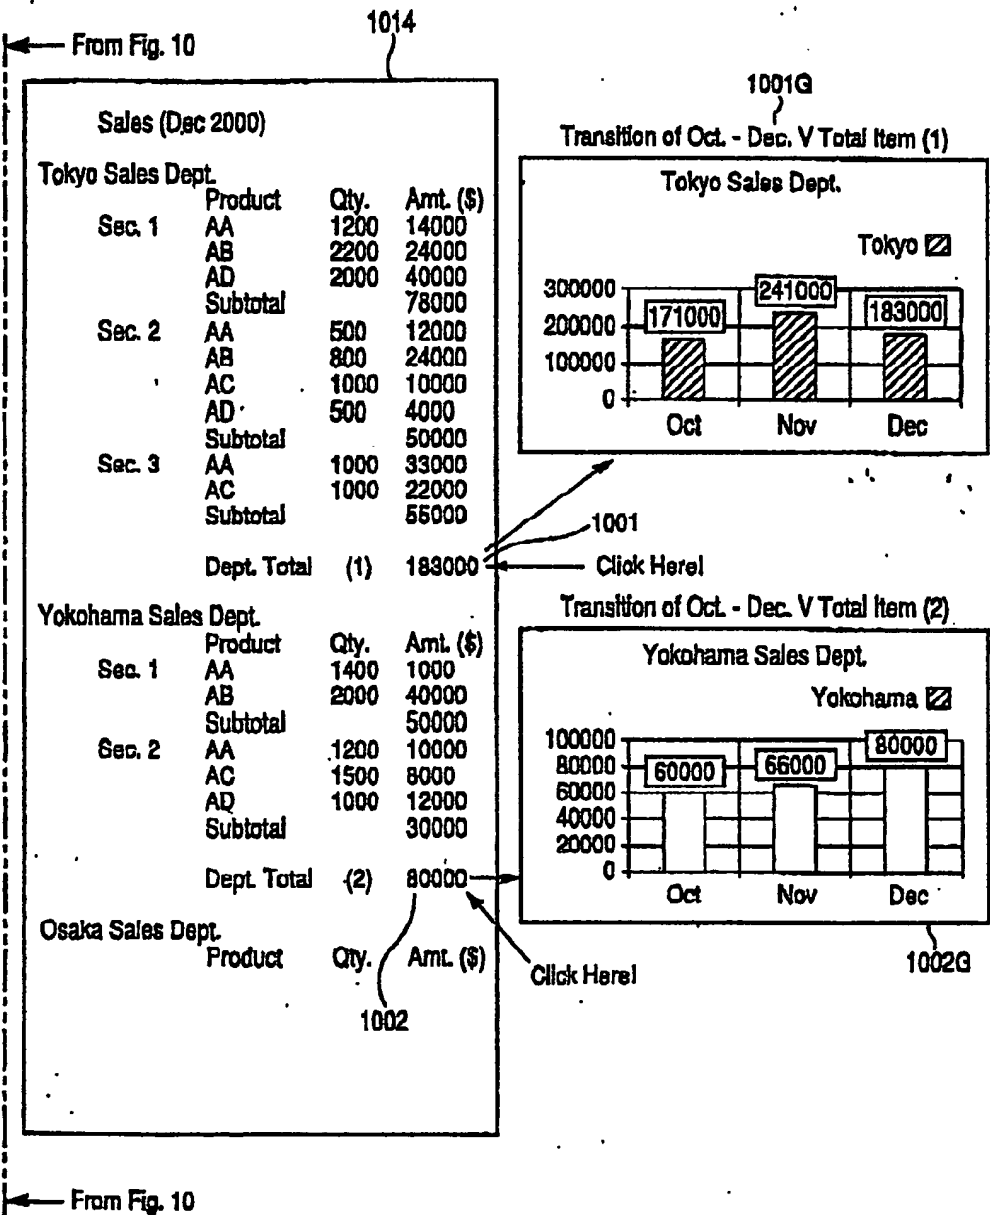 From Fig. 10
1014
Sales (Dec 2000)
Tokyo Sales Dept.
Product Qty. Amt. ($)
Sec. 1 AA 1200 14000
AB 2200 24000
AD 2000 40000
Subtotal 78000
Sec. 2 AA 500 12000
AB 800 24000
AC 1000 10000
AD 500 4000
Subtotal 50000
Sec. 3 AA 1000 33000
AC 1000 22000
Subtotal 55000
Dept. Total (1) 183000
1001
Click Here!
Yokohama Sales Dept.
Product Qty. Amt. ($)
Sec. 1 AA 1400 1000
AB 2000 40000
Subtotal 50000
Sec. 2 AA 1200 10000
AC 1500 8000
AD 1000 12000
Subtotal 30000
Dept. Total (2) 80000
Osaka Sales Dept.
Product Qty. Amt. ($)
Click Here!
1002
1001G
Transition of Oct. - Dec. V Total Item (1)
Tokyo Sales Dept.
Tokyo
300000
200000
100000
0
171000
241000
183000
Oct Nov Dec
Transition of Oct. - Dec. V Total Item (2)
Yokohama Sales Dept.
Yokohama
100000
80000
60000
40000
20000
0
60000
66000
80000
Oct Nov Dec
1002G
From Fig. 10